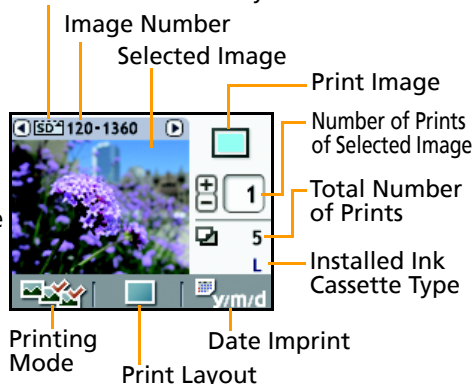 Image Number
Selected Image
Print Image
Number of Prints
of Selected Image
Total Number
of Prints
Installed Ink
Cassette Type
SD 120-1360
1
5
L
y/m/d
Printing
Mode
Date Imprint
Print Layout